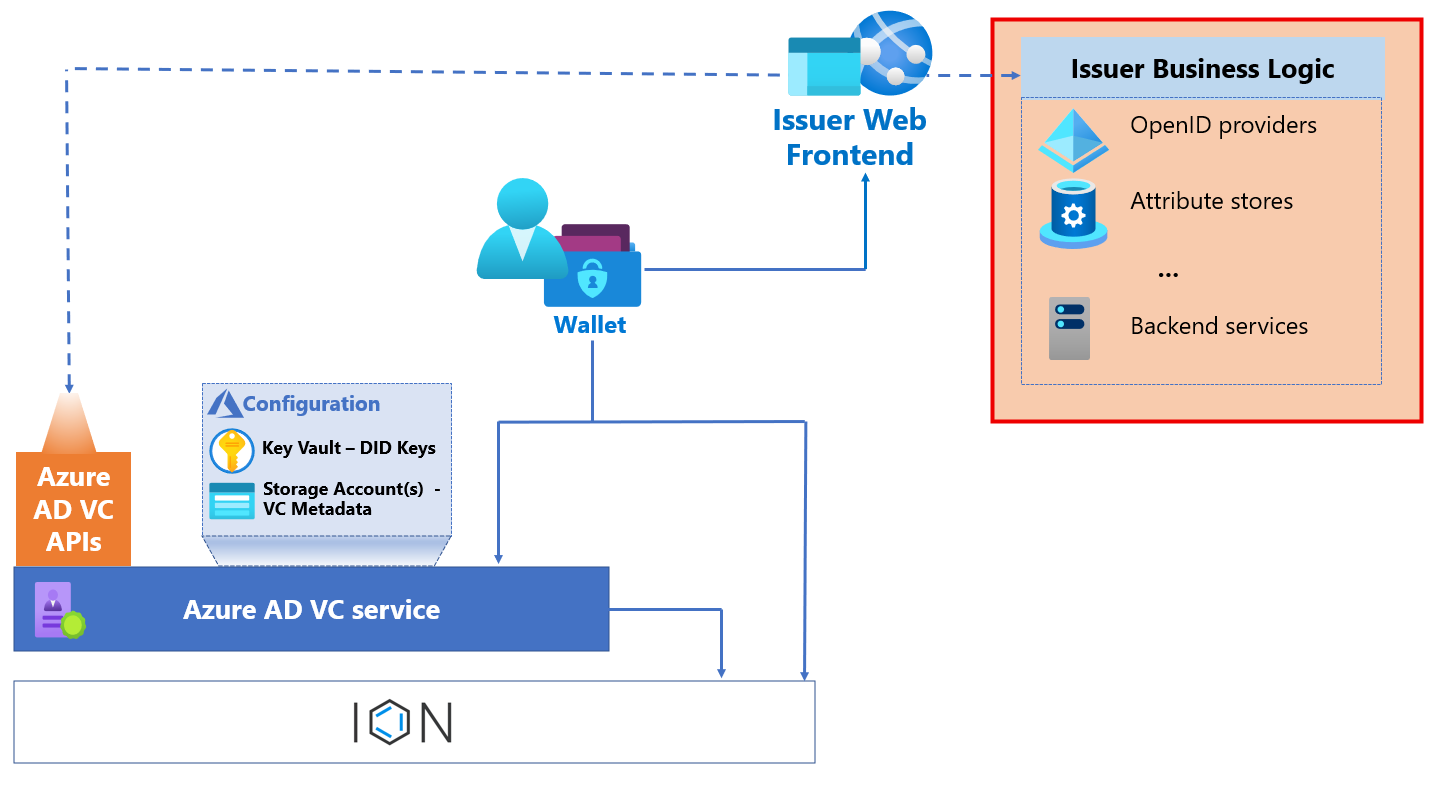 Issuer Web
Frontend
Issuer Business Logic
OpenID providers
Attribute stores
...
Backend services
Wallet
Configuration
Key Vault – DID Keys
Storage Account(s)  -
VC Metadata
Azure
AD VC
APIs
Azure AD VC service
ION